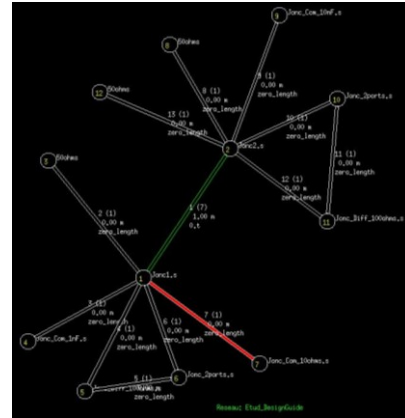 9
Jonc_Com_10nF.s
8
50ohms
9 (1)
0,00 m
zero_length
12
50ohms
8 (1)
0,00 m
zero_length
10
Jonc_2ports.s
13 (1)
0,00 m
zero_length
10 (1)
0,00 m
zero_length
2
Jonc2.s
3
50ohms
11 (1)
0,00 m
zero_length
12 (1)
0,00 m
zero_length
1 (7)
1,00 m
0.t
11
Jonc_Diff_100ohms.s
2 (1)
0,00 m
zero_length
1
Jonc1.s
3 (1)
0,00 m
zero_length
4
Jonc_Com_1nF.s
4 (1)
0,00 m
zero_length
6 (1)
0,00 m
zero_length
7 (1)
0,00 m
zero_length
7
Jonc_Com_10ohms.s
5 (1)
5
6
Jonc_2ports.s
zero_length
Reseau: Etud_DesignGuide